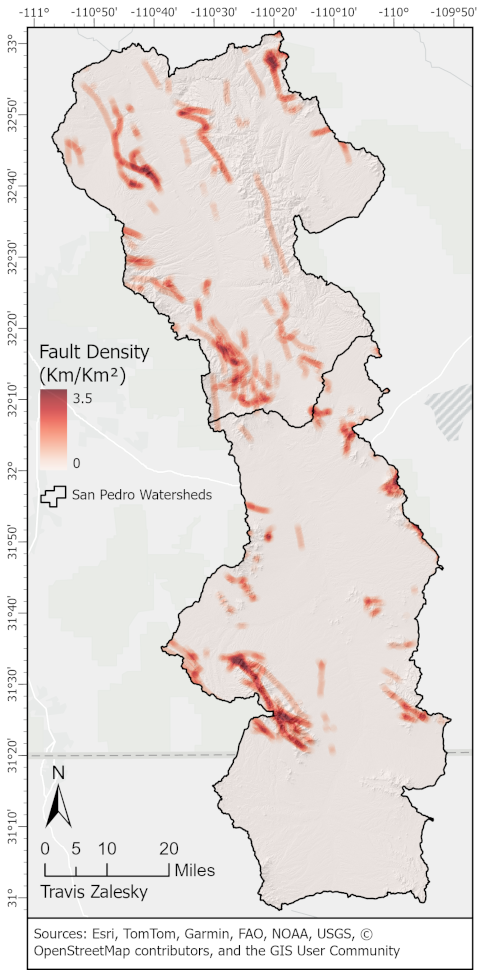 -111° -110°50' -110°40' -110°30' -110°20' -110°10' -110° -109°50'
33°
32°50'
32°40'
32°30'
32°20'
32°10'
32°
31°50'
31°40'
31°30'
31°20'
31°10'
31°
Fault Density
(Km/Km²)
3.5
0
San Pedro Watersheds
N
0 5 10 20
Miles
Travis Zalesky
Sources: Esri, TomTom, Garmin, FAO, NOAA, USGS, ©
OpenStreetMap contributors, and the GIS User Community